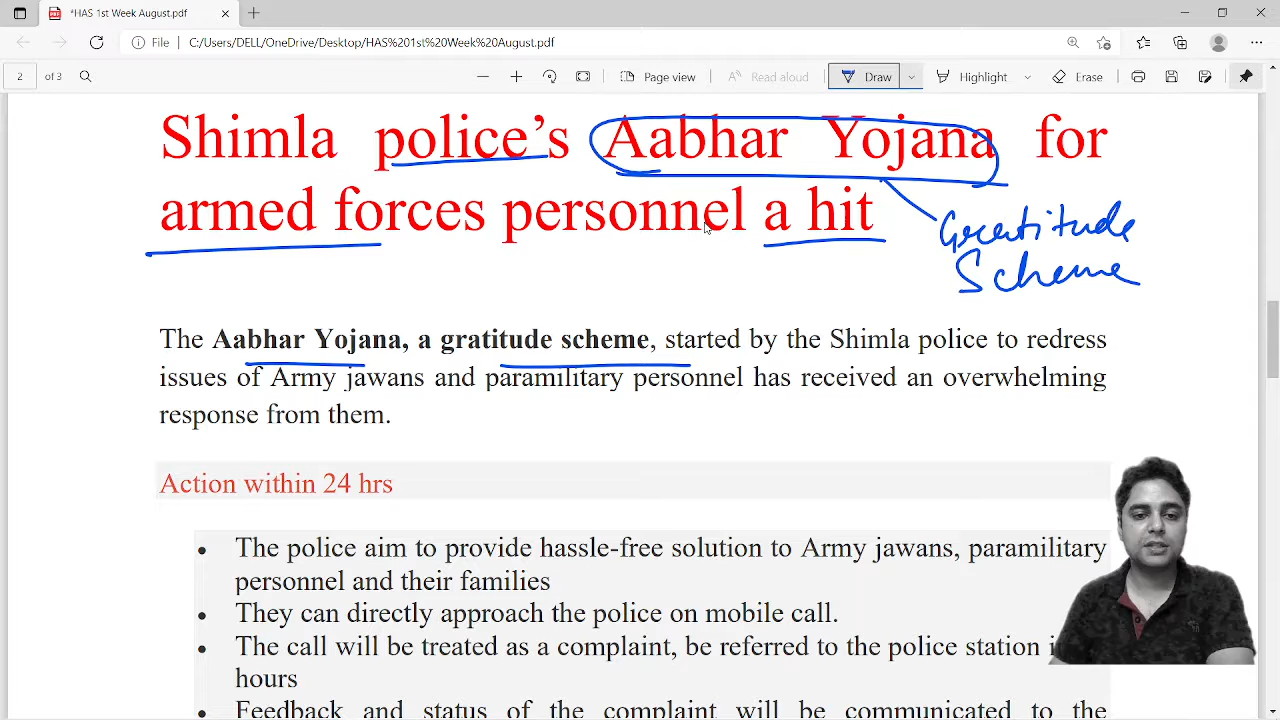 *HAS 1st Week August.pdf
File C:/Users/DELL/OneDrive/Desktop/HAS%201st%20Week%20August.pdf
2 of 3 Page view Read aloud Draw Highlight Erase
Shimla police's Aabhar Yojana for
armed forces personnel a hit
Gratitude
Scheme
The Aabhar Yojana, a gratitude scheme, started by the Shimla police to redress
issues of Army jawans and paramilitary personnel has received an overwhelming
response from them.
Action within 24 hrs
• The police aim to provide hassle-free solution to Army jawans, paramilitary
personnel and their families
• They can directly approach the police on mobile call.
• The call will be treated as a complaint, be referred to the police station
hours
• Feedback and status of the complaint will be communicated to the